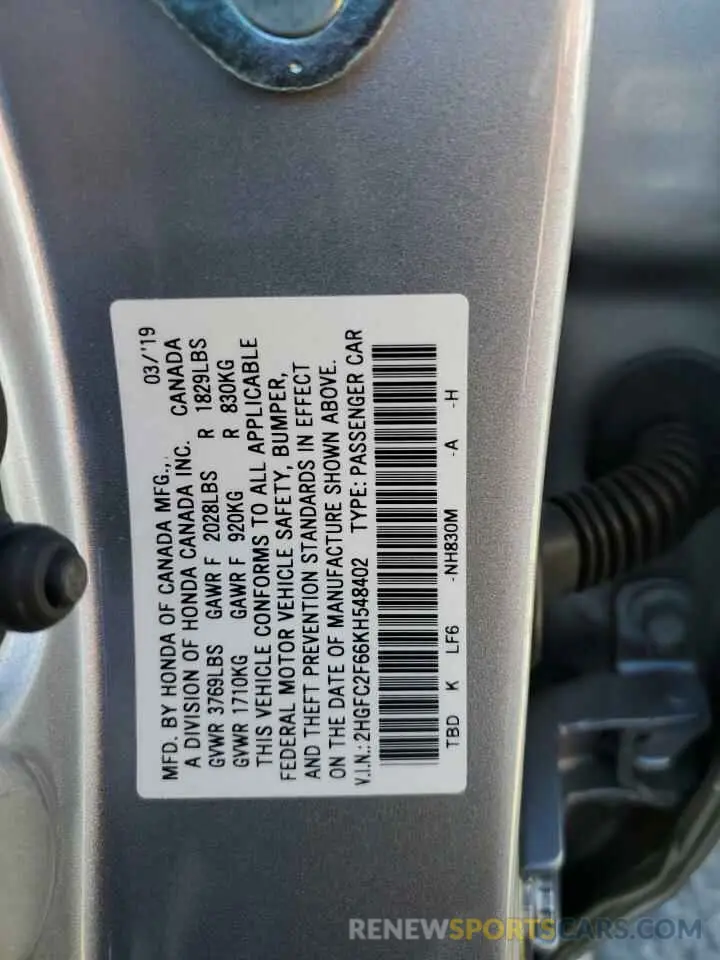 MFD. BY HONDA OF CANADA MFG., 03/'19
A DIVISION OF HONDA CANADA INC. CANADA
GVWR 3769LBS GAWR F 2028LBS R 1829LBS
GVWR 1710KG GAWR F 920KG R 830KG
THIS VEHICLE CONFORMS TO ALL APPLICABLE
FEDERAL MOTOR VEHICLE SAFETY, BUMPER,
AND THEFT PREVENTION STANDARDS IN EFFECT
ON THE DATE OF MANUFACTURE SHOWN ABOVE.
V.I.N.: 2HGFC2F66KH548402 TYPE: PASSENGER CAR
TBD K LF6 -NH830M -A -H
RENEWSPORTSCARS.COM